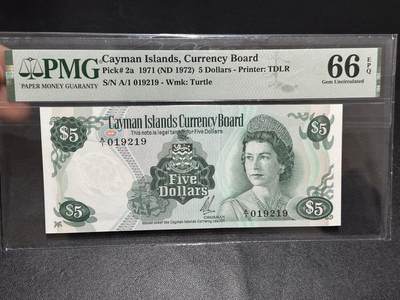 PMG
PAPER MONEY GUARANTY
Cayman Islands, Currency Board
Pick# 2a 1971 (ND 1972) 5 Dollars - Printer: TDLR
S/N A/1 019219 - Wmk: Turtle
66 EPQ
Gem Uncirculated
Cayman Islands Currency Board
This note is legal tender for Five Dollars
$5
$5
A/1 019219
Five
Dollars
CHAIRMAN
A/1 019219
$5
$5